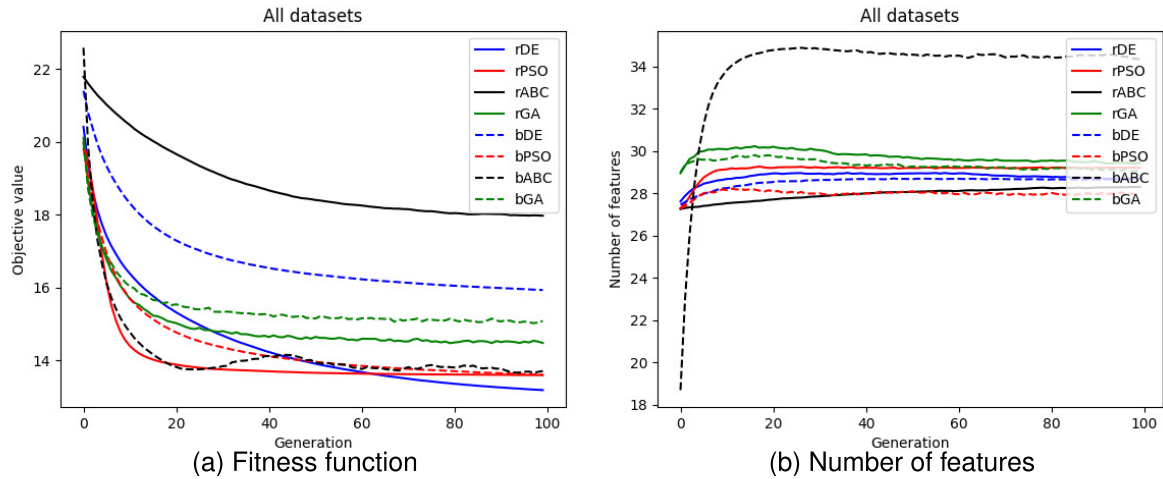 All datasets
Objective value
22
20
18
16
14
0
20
40
60
80
100
Generation
rDE
rPSO
rABC
rGA
bDE
bPSO
bABC
bGA
(a) Fitness function
All datasets
Number of features
34
32
30
28
26
24
22
20
18
0
20
40
60
80
100
Generation
rDE
rPSO
rABC
rGA
bDE
bPSO
bABC
bGA
(b) Number of features